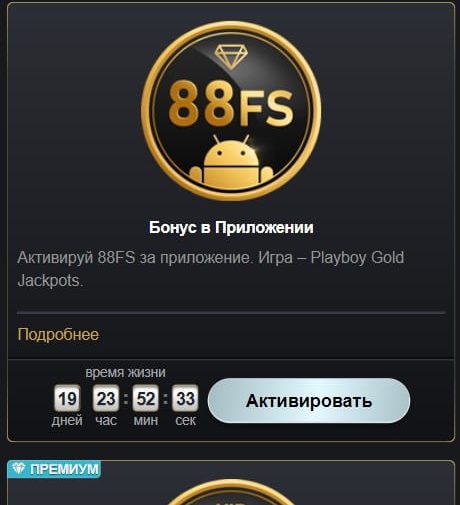 88FS
Бонус в Приложении
Активируй 88FS за приложение. Игра – Playboy Gold
Jackpots.
Подробнее
время жизни
19 23 : 52 : 33
дней час мин сек
Активировать
ПРЕМИУМ